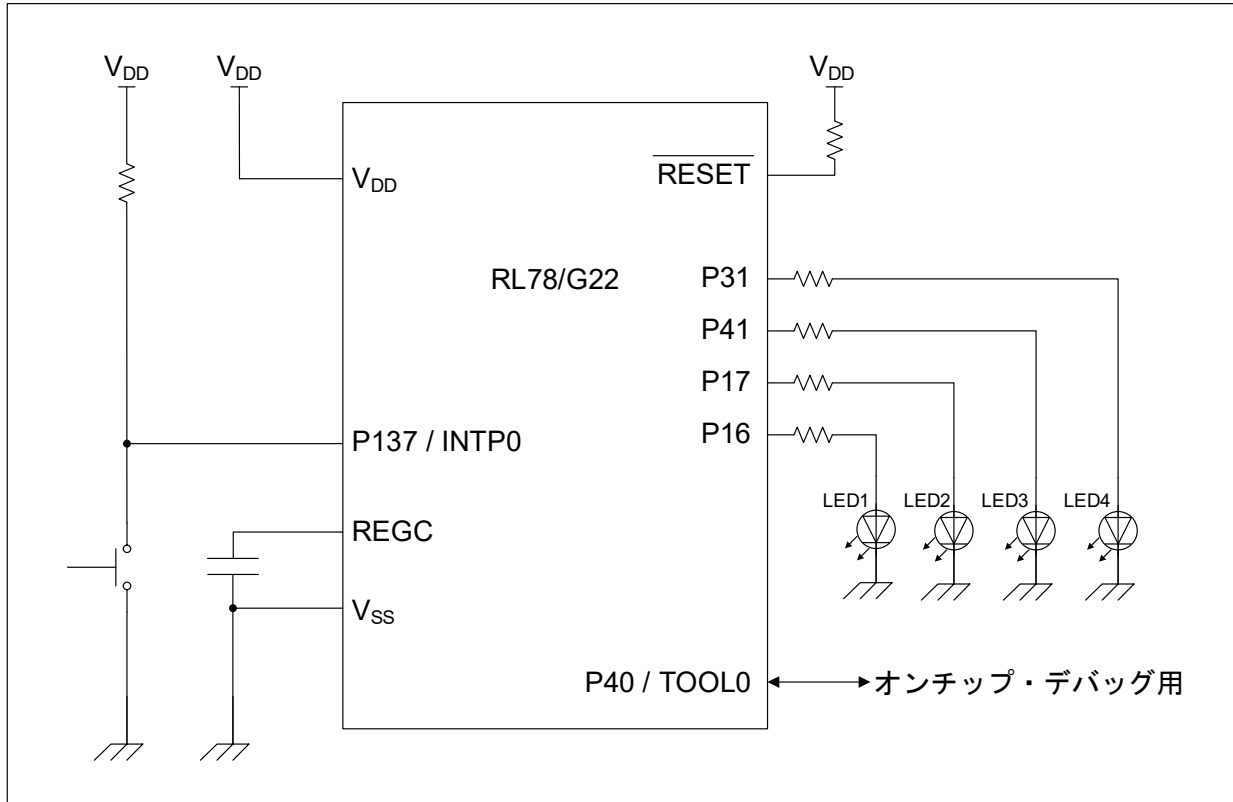 VDD
VDD
VDD
VDD
RESET
RL78/G22
P31
P41
P17
P16
P137 / INTP0
REGC
VSS
LED1
LED2
LED3
LED4
P40 / TOOL0
オンチップ・デバッグ用